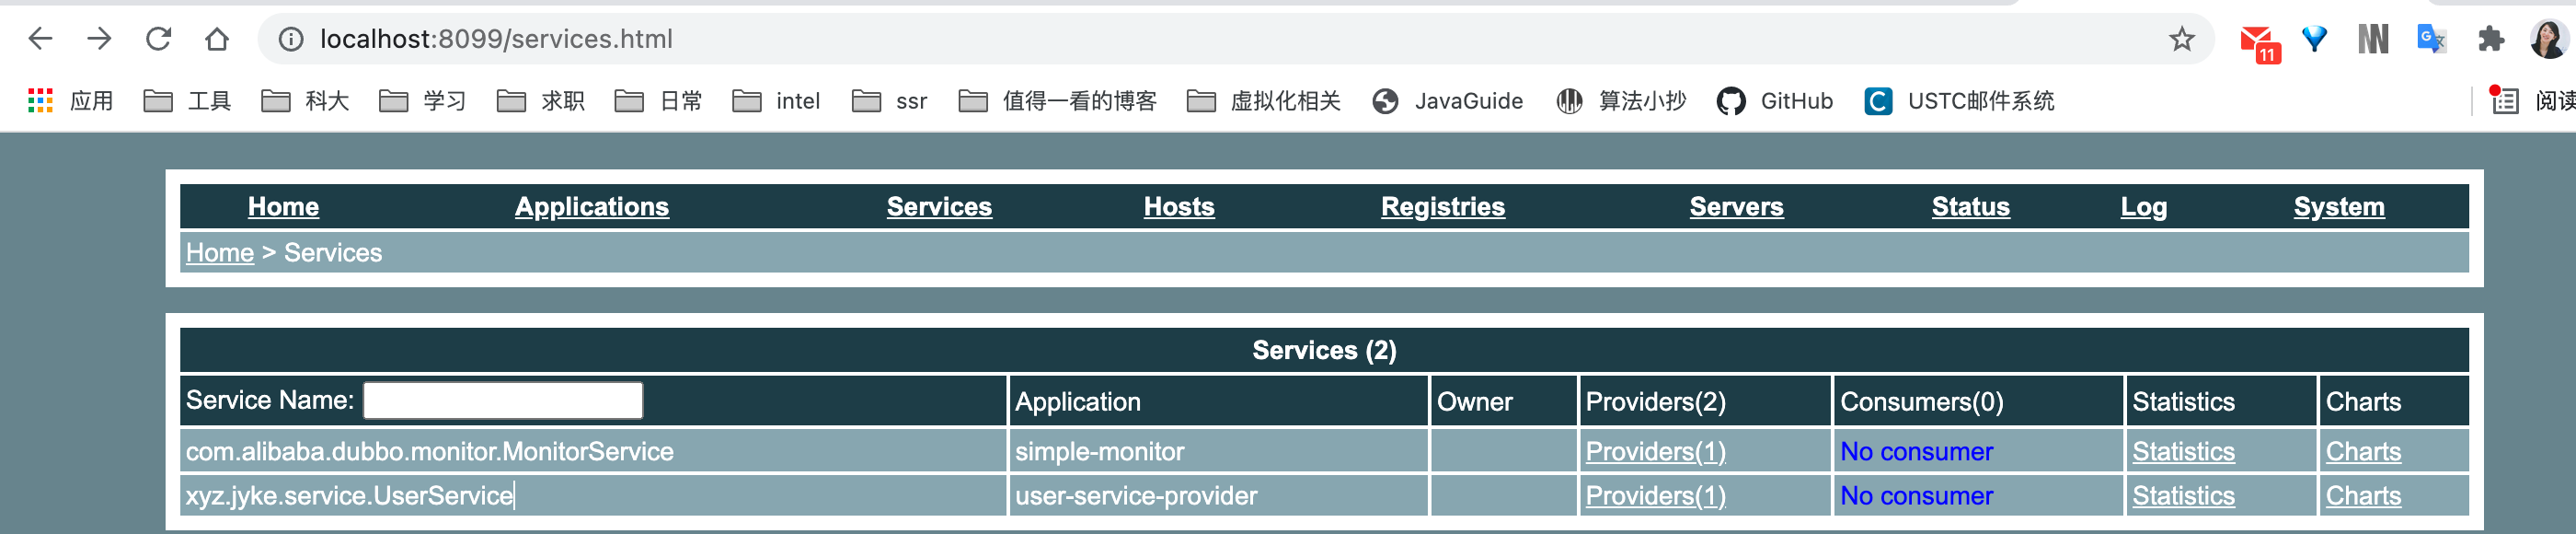 localhost:8099/services.html
11
应用 工具 科大 学习 求职 日常 intel ssr 值得一看的博客 虚拟化相关 JavaGuide 算法小抄 GitHub USTC邮件系统 阅读
Home Applications Services Hosts Registries Servers Status Log System
Home > Services
Services (2)
Service Name: Application Owner Providers(2) Consumers(0) Statistics Charts
com.alibaba.dubbo.monitor.MonitorService simple-monitor Providers(1) No consumer Statistics Charts
xyz.jyke.service.UserService user-service-provider Providers(1) No consumer Statistics Charts